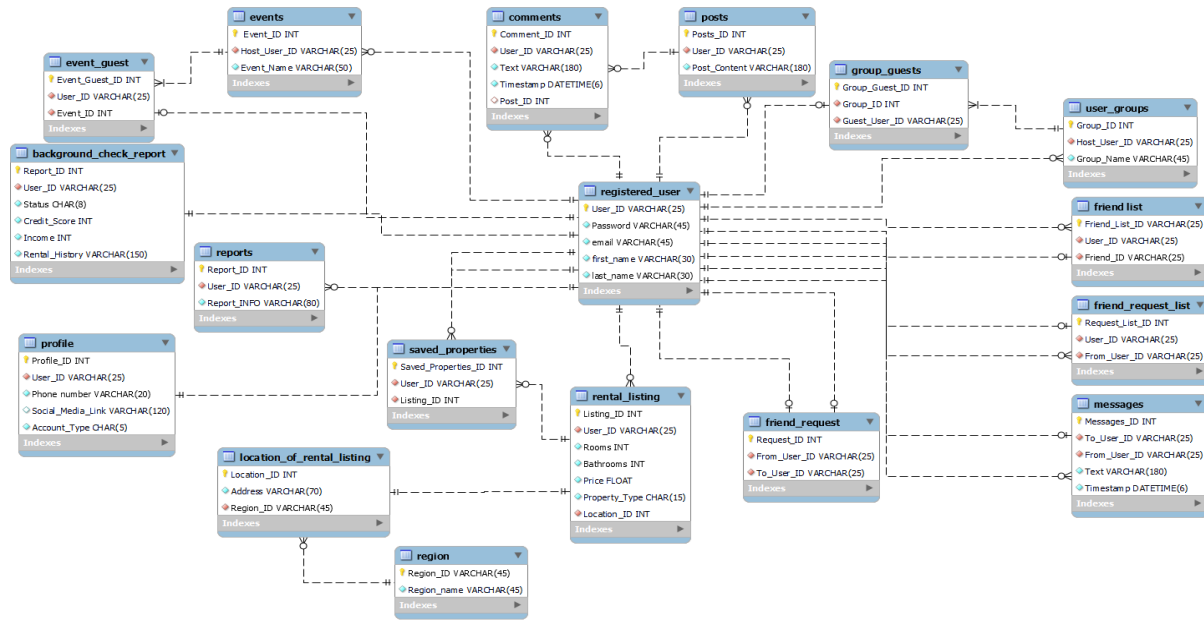 events
Event_ID INT
Host_User_ID VARCHAR(25)
Event_Name VARCHAR(50)
Indexes
comments
Comment_ID INT
User_ID VARCHAR(25)
Text VARCHAR(180)
Timestamp DATETIME(6)
Post_ID INT
Indexes
posts
Posts_ID INT
User_ID VARCHAR(25)
Post_Content VARCHAR(180)
Indexes
event_guest
Event_Guest_ID INT
User_ID VARCHAR(25)
Event_ID INT
Indexes
group_guests
Group_Guest_ID INT
Group_ID INT
Guest_User_ID VARCHAR(25)
Indexes
user_groups
Group_ID INT
Host_User_ID VARCHAR(25)
Group_Name VARCHAR(45)
Indexes
background_check_report
Report_ID INT
User_ID VARCHAR(25)
Status CHAR(8)
Credit_Score INT
Income INT
Rental_History VARCHAR(150)
Indexes
registered_user
User_ID VARCHAR(25)
Password VARCHAR(45)
email VARCHAR(45)
first_name VARCHAR(30)
last_name VARCHAR(30)
Indexes
friend list
Friend_List_ID VARCHAR(25)
User_ID VARCHAR(25)
Friend_ID VARCHAR(25)
Indexes
reports
Report_ID INT
User_ID VARCHAR(25)
Report_INFO VARCHAR(80)
Indexes
friend_request_list
Request_List_ID INT
User_ID VARCHAR(25)
From_User_ID VARCHAR(25)
Indexes
profile
Profile_ID INT
User_ID VARCHAR(25)
Phone number VARCHAR(20)
Social_Media_Link VARCHAR(120)
Account_Type CHAR(5)
Indexes
saved_properties
Saved_Properties_ID INT
User_ID VARCHAR(25)
Listing_ID INT
Indexes
rental_listing
Listing_ID INT
User_ID VARCHAR(25)
Rooms INT
Bathrooms INT
Price FLOAT
Property_Type CHAR(15)
Location_ID INT
Indexes
friend_request
Request_ID INT
From_User_ID VARCHAR(25)
To_User_ID VARCHAR(25)
Indexes
messages
Messages_ID INT
To_User_ID VARCHAR(25)
From_User_ID VARCHAR(25)
Text VARCHAR(180)
Timestamp DATETIME(6)
Indexes
location_of_rental_listing
Location_ID INT
Address VARCHAR(70)
Region_ID VARCHAR(45)
Indexes
region
Region_ID VARCHAR(45)
Region_name VARCHAR(45)
Indexes